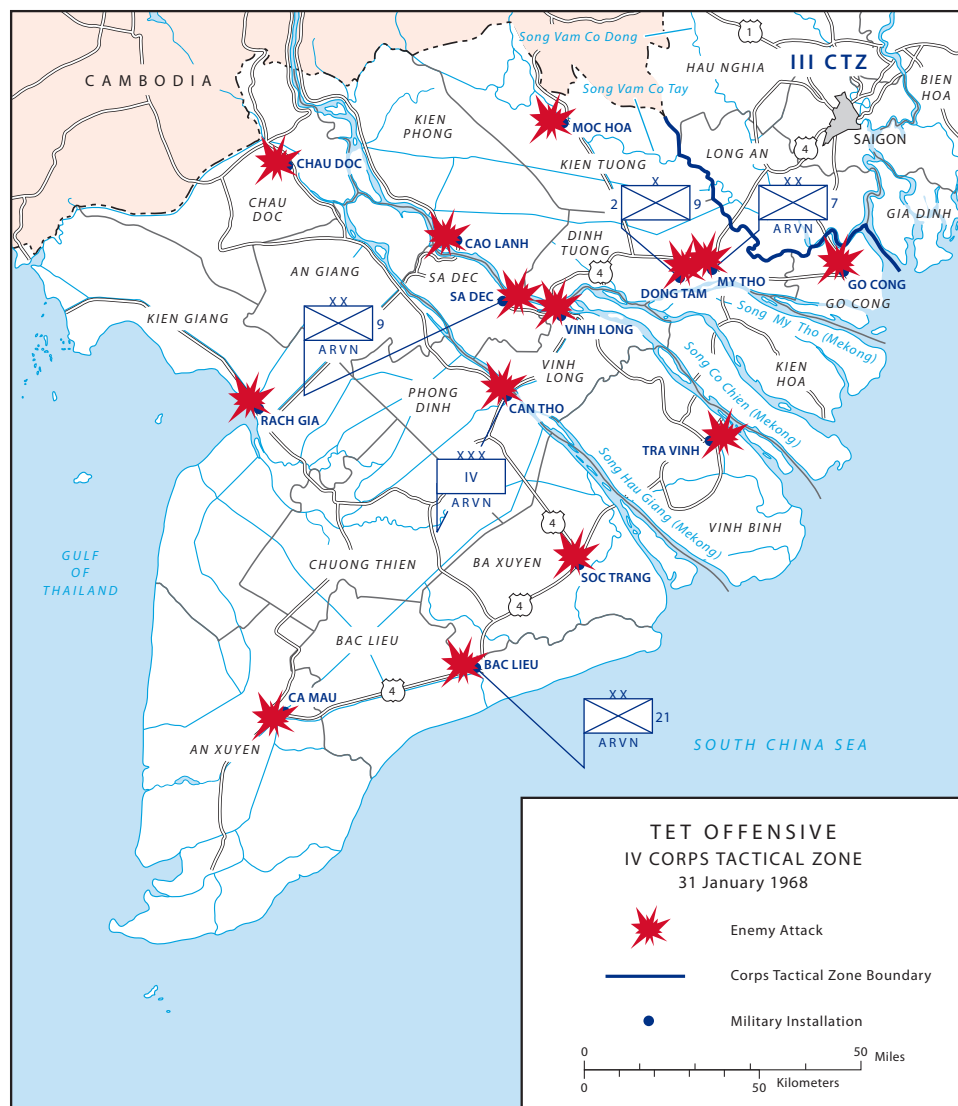 Song Vam Co Dong
1
III CTZ
HAU NGHIA
BIEN
HOA
CAMBODIA
Song Vam Co Tay
KIEN
PHONG
MOC HOA
KIEN TUONG
LONG AN
4
SAIGON
CHAU DOC
CHAU
DOC
X
2
9
XX
7
ARVN
GIA DINH
CAO LANH
DINH
TUONG
4
AN GIANG
SA DEC
SA DEC
DONG TAM
MY THO
GO CONG
GO CONG
Song My Tho (Mekong)
KIEN GIANG
XX
9
ARVN
VINH LONG
VINH
LONG
Song Co Chien (Mekong)
KIEN
HOA
PHONG
DINH
CAN THO
RACH GIA
TRA VINH
XXX
IV
ARVN
Song Hau Giang (Mekong)
VINH BINH
4
GULF
OF
THAILAND
CHUONG THIEN
BA XUYEN
SOC TRANG
4
BAC LIEU
BAC LIEU
CA MAU
4
XX
21
ARVN
AN XUYEN
SOUTH CHINA SEA
TET OFFENSIVE
IV CORPS TACTICAL ZONE
31 January 1968
Enemy Attack
Corps Tactical Zone Boundary
Military Installation
0
50
Miles
0
50
Kilometers